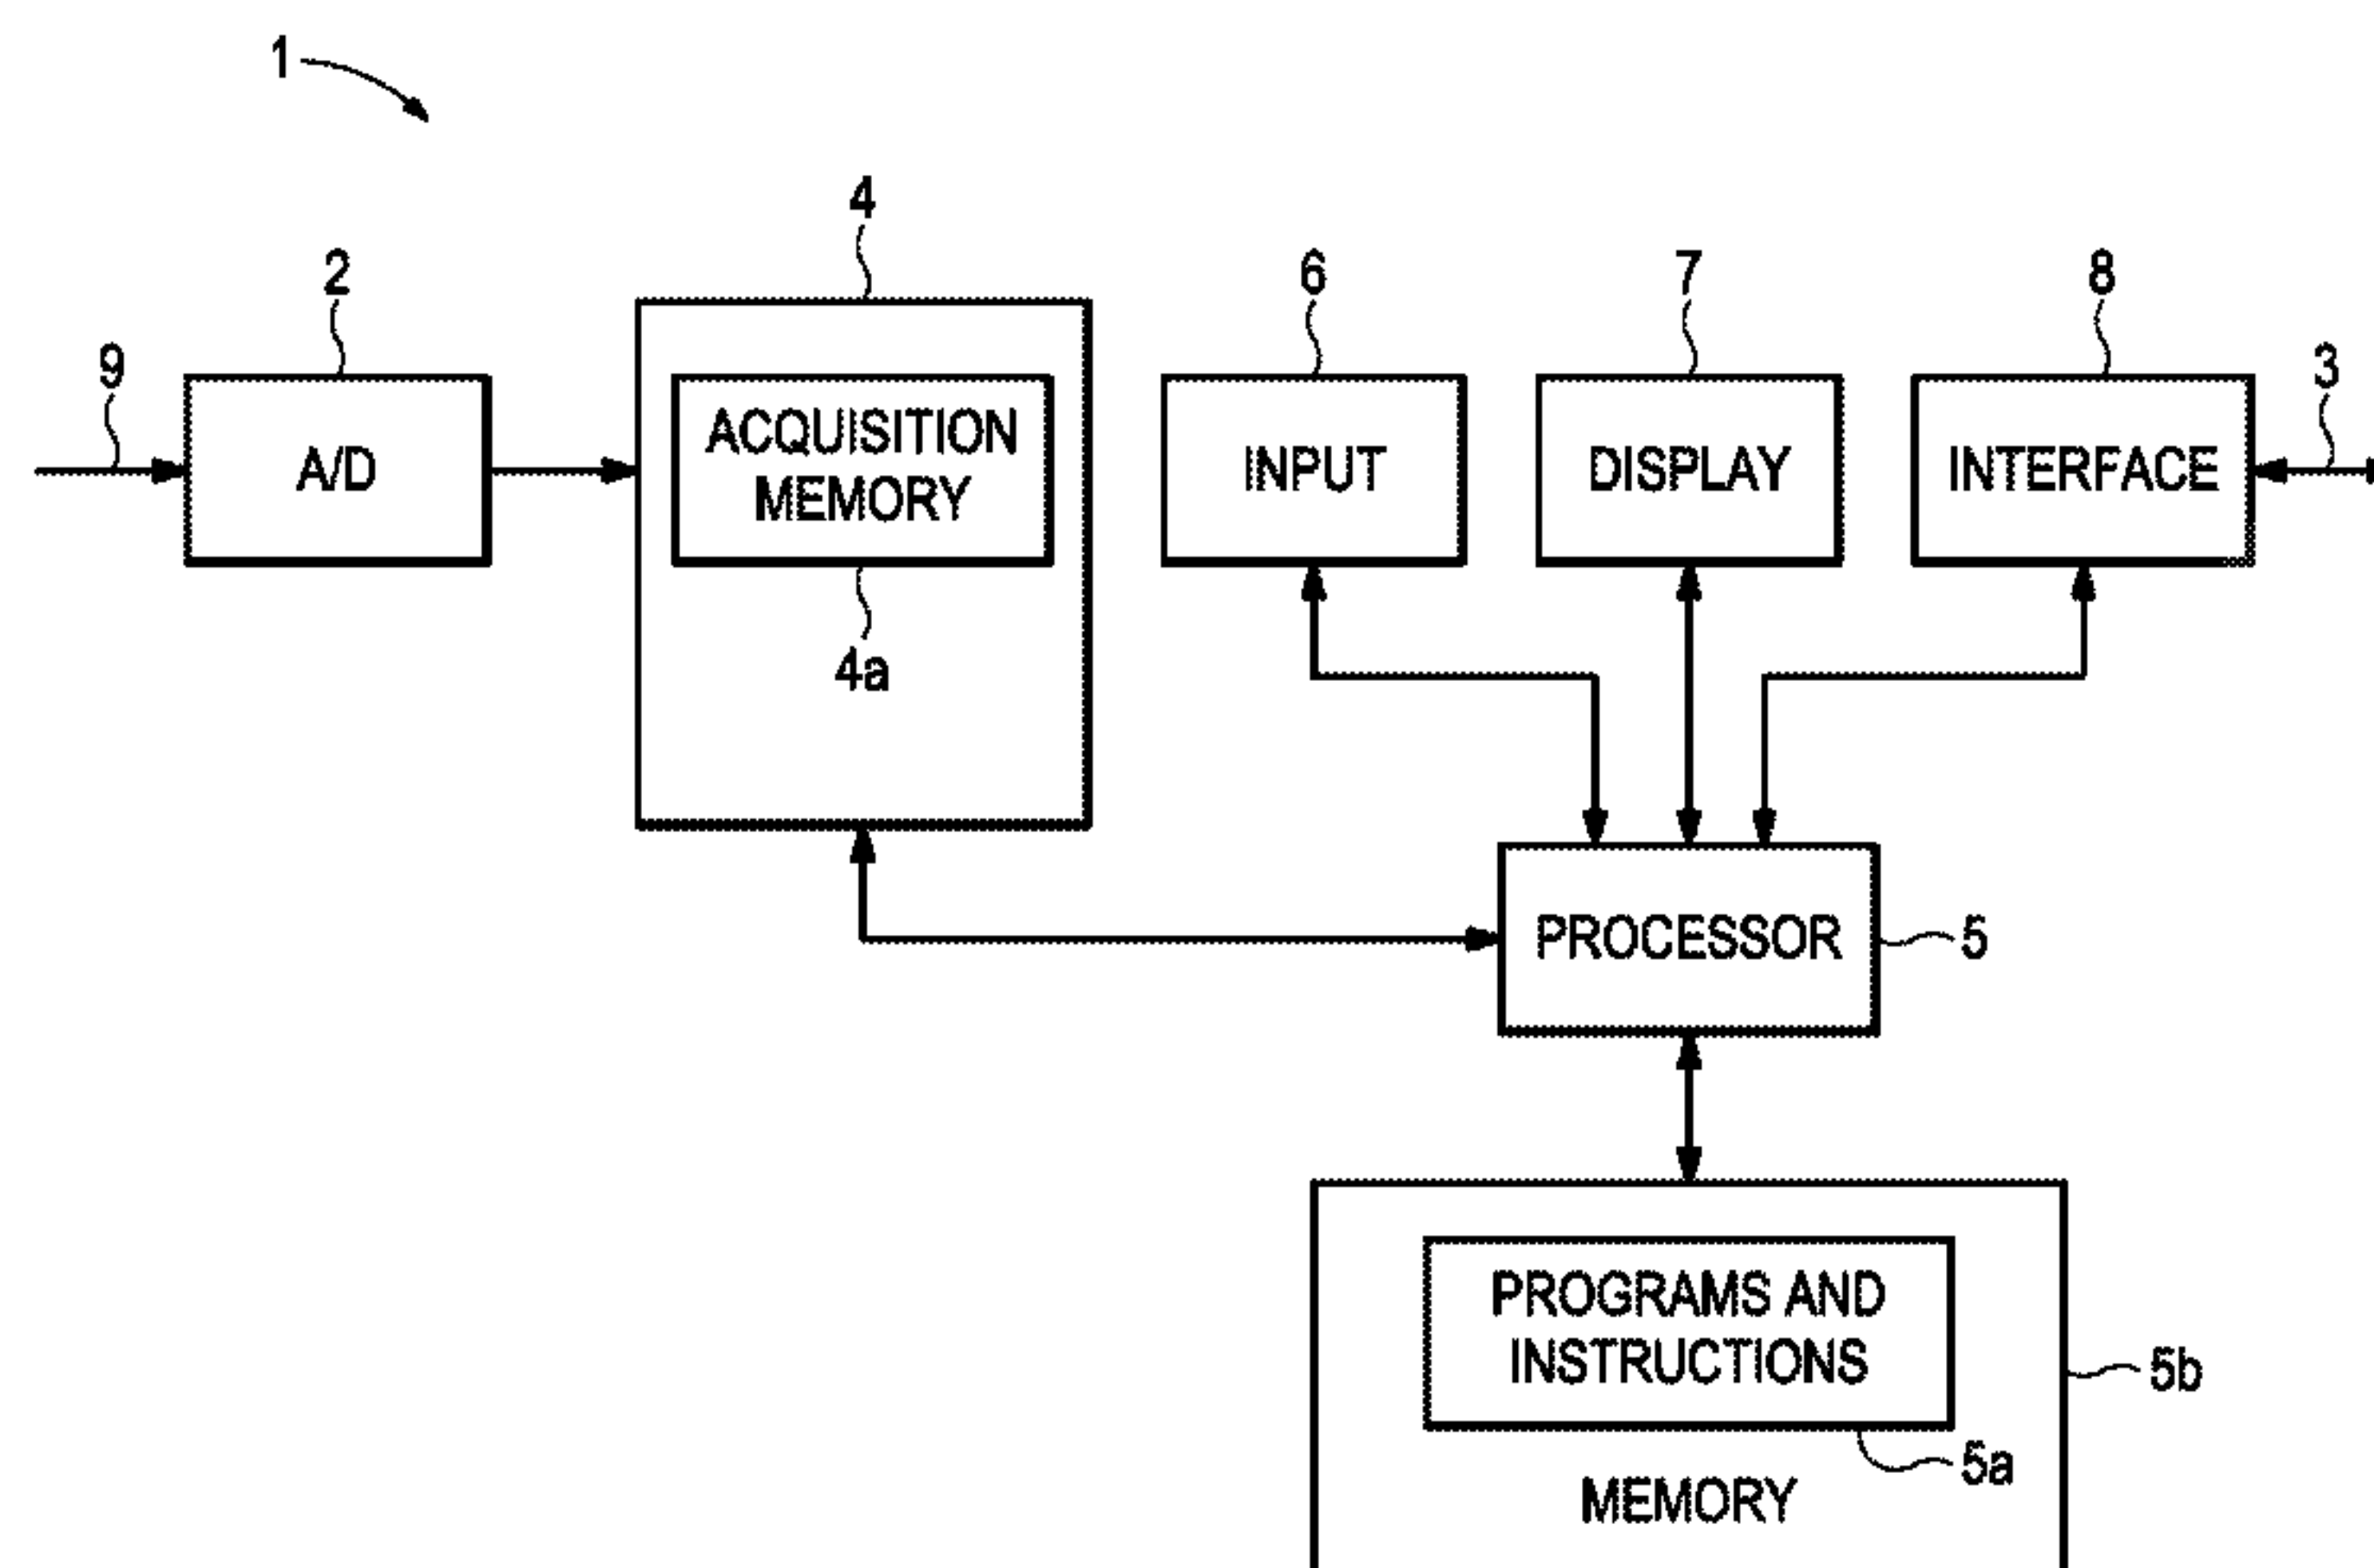 1
4
2
6
7
8
9
3
A/D
ACQUISITION
MEMORY
INPUT
DISPLAY
INTERFACE
4a
PROCESSOR
5
PROGRAMS AND
INSTRUCTIONS
5b
5a
MEMORY